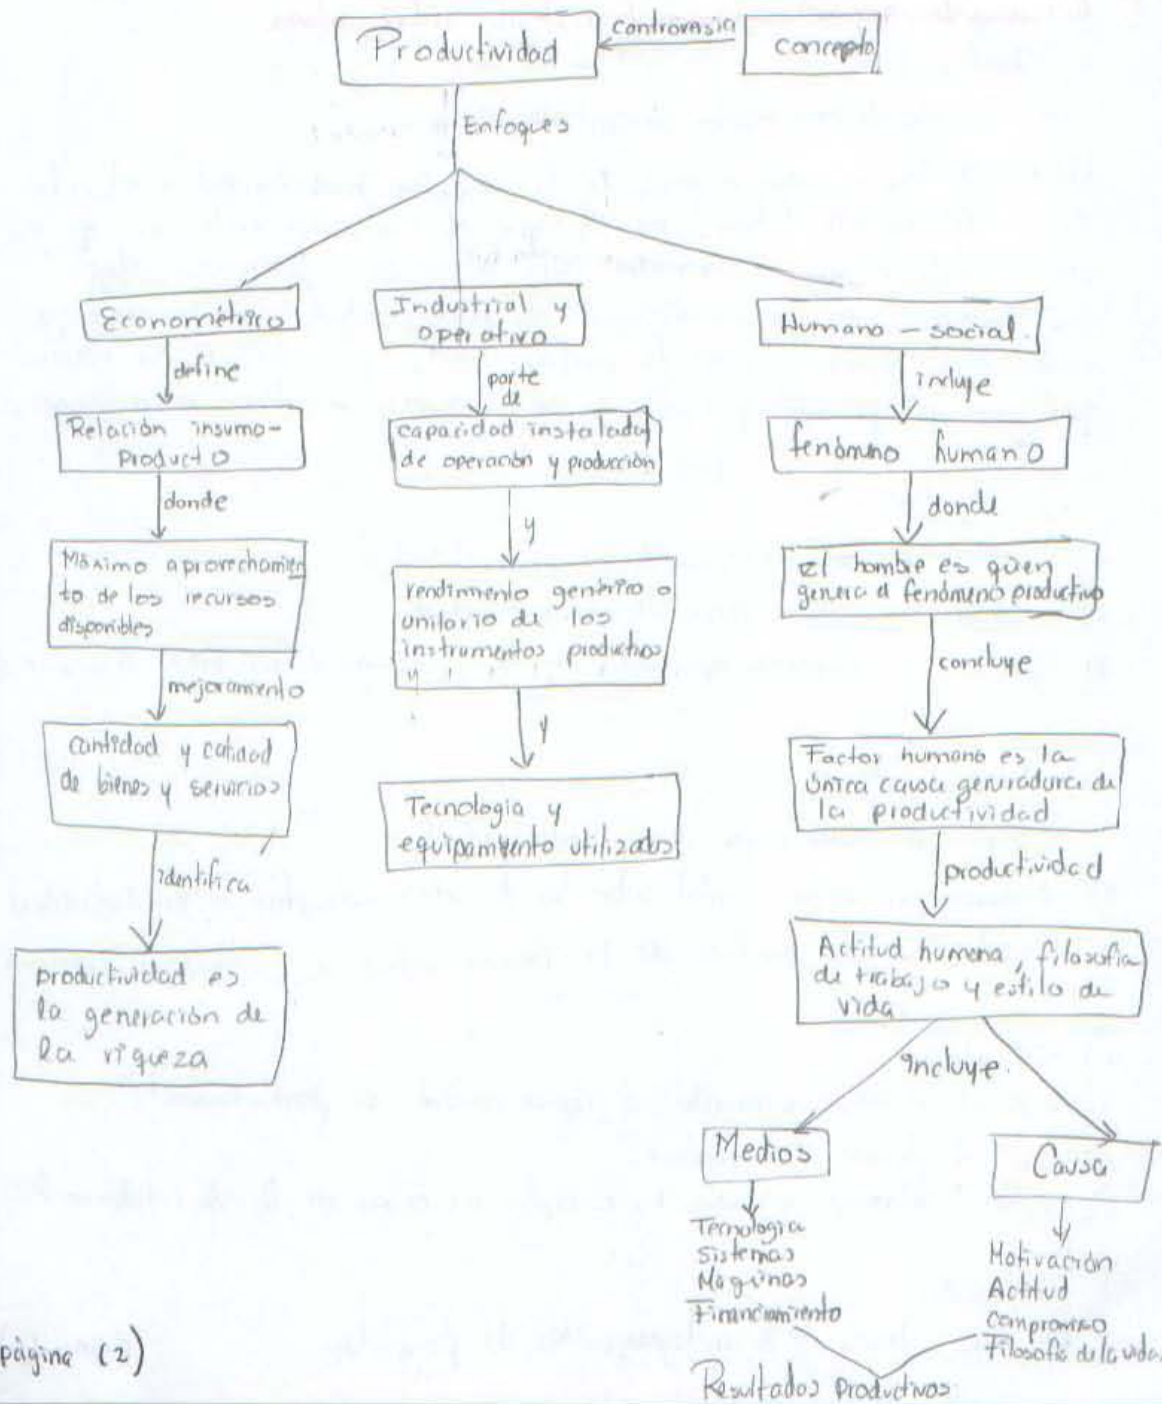 Productividad
controversia
concepto
Enfoques
Econométrico
define
Relación insumo-
Producto
donde
Máximo aprovechamien
to de los recursos
disponibles
mejoramiento
cantidad y calidad
de bienes y servicios
identifica
productividad es
la generación de
la riqueza
Industrial y
operativo
parte
de
capacidad instalada
de operación y producción
y
rendimiento genérico o
unitario de los
instrumentos productivos
y
y
Tecnología y
equipamiento utilizados
Humano - social.
incluye
fenómeno humano
donde
El hombre es quien
genera el fenómeno productivo
concluye
Factor humano es la
única causa generadora de
la productividad
productividad
Actitud humana, filosofía
de trabajo y estilo de
vida
incluye.
Medios
Tecnología
Sistemas
Maquinas
Financiamiento
Causa
Motivación
Actitud
compromiso
Filosofía de la vida.
Resultados Productivos.
página (2)